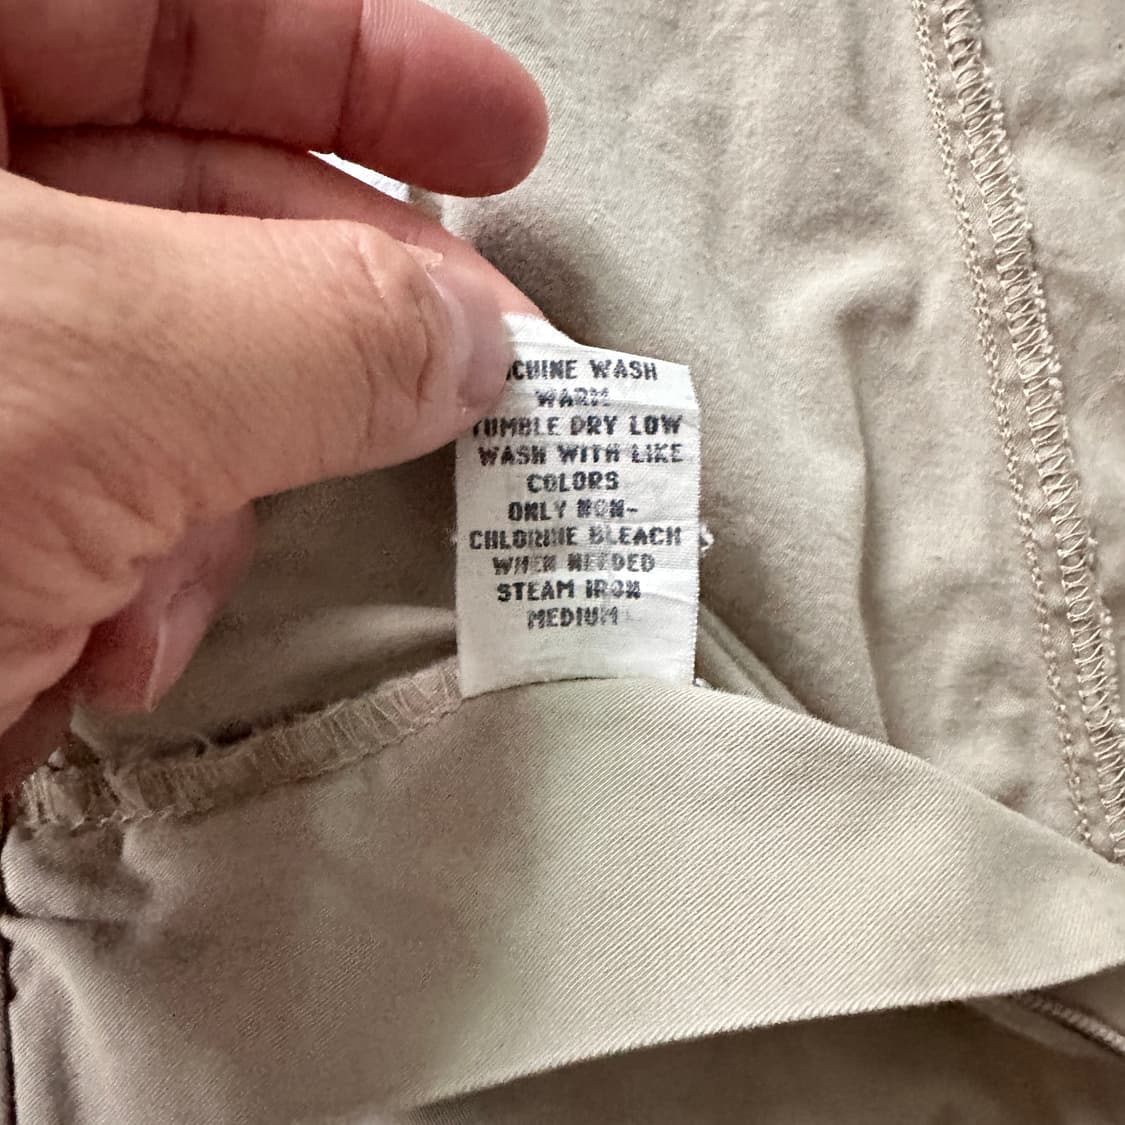 CHINE WASH
WARM
TUMBLE DRY LOW
WASH WITH LIKE
COLORS
ONLY NON-
CHLORINE BLEACH
WHEN NEEDED
STEAM IRON
MEDIUM